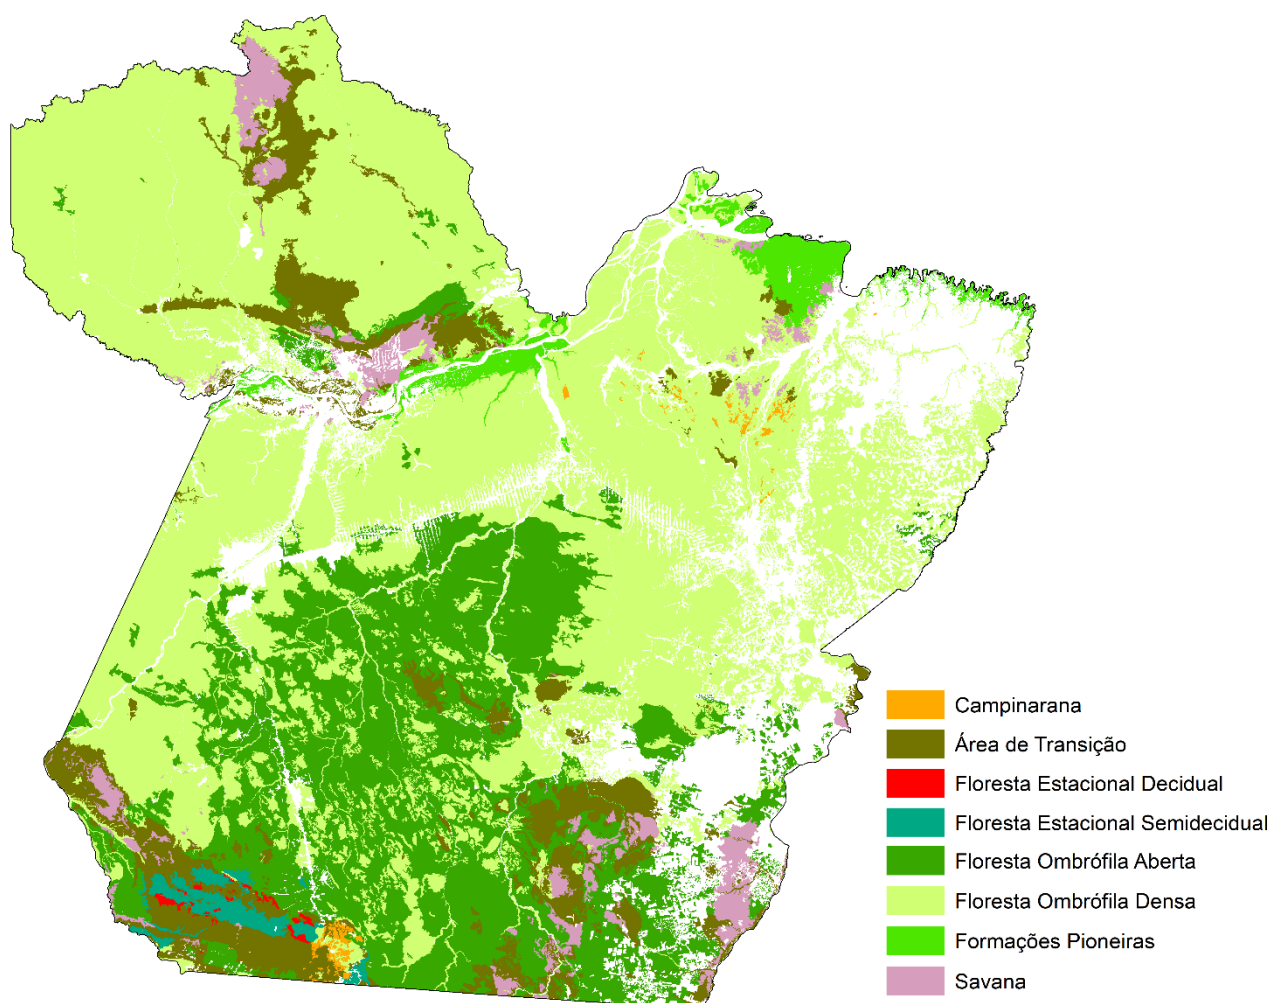 Campinarana
Área de Transição
Floresta Estacional Decidual
Floresta Estacional Semidecidual
Floresta Ombrófila Aberta
Floresta Ombrófila Densa
Formações Pioneiras
Savana